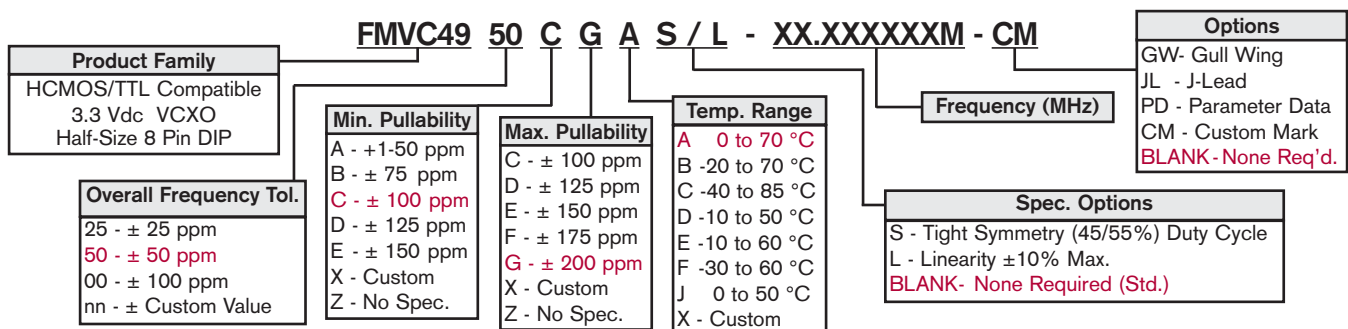 FMVC49 50 C G A S / L - XX.XXXXXXM - CM
Product Family
HCMOS/TTL Compatible
3.3 Vdc VCXO
Half-Size 8 Pin DIP
Overall Frequency Tol.
25 - ± 25 ppm
50 - ± 50 ppm
00 - ± 100 ppm
nn - ± Custom Value
Min. Pullability
A - +1-50 ppm
B - ± 75 ppm
C - ± 100 ppm
D - ± 125 ppm
E - ± 150 ppm
X - Custom
Z - No Spec.
Max. Pullability
C - ± 100 ppm
D - ± 125 ppm
E - ± 150 ppm
F - ± 175 ppm
G - ± 200 ppm
X - Custom
Z - No Spec.
Temp. Range
A 0 to 70 °C
B -20 to 70 °C
C -40 to 85 °C
D -10 to 50 °C
E -10 to 60 °C
F -30 to 60 °C
J 0 to 50 °C
X - Custom
Frequency (MHz)
Spec. Options
S - Tight Symmetry (45/55%) Duty Cycle
L - Linearity ±10% Max.
BLANK- None Required (Std.)
Options
GW- Gull Wing
JL - J-Lead
PD - Parameter Data
CM - Custom Mark
BLANK - None Req'd.